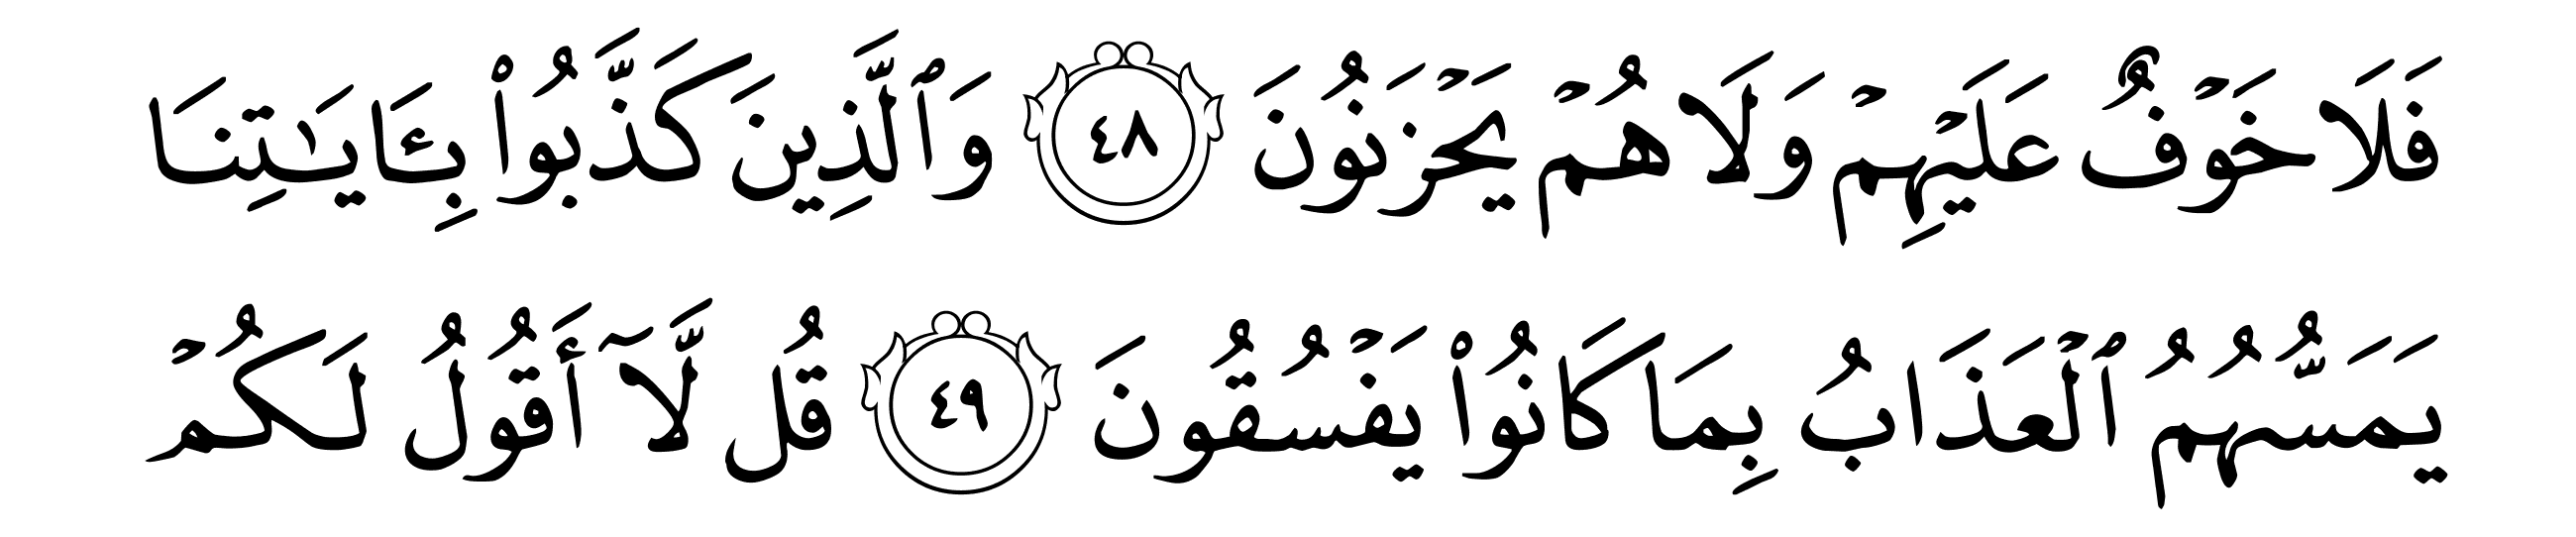 فَلَا خَوۡفٌ عَلَيۡهِمۡ وَلَا هُمۡ يَحۡزَنُونَ ٤٨ وَٱلَّذِينَ كَذَّبُواْ بِـَٔايَٰتِنَا
يَمَسُّهُمُ ٱلۡعَذَابُ بِمَا كَانُواْ يَفۡسُقُونَ ٤٩ قُل لَّآ أَقُولُ لَكُمۡ